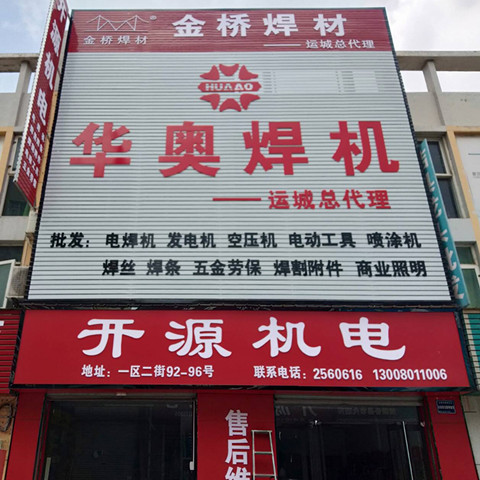 金桥焊材
金桥焊材
——运城总代理
HUAAO
华奥焊机
——运城总代理
批发：电焊机 发电机 空压机 电动工具 喷涂机
焊丝 焊条 五金劳保 焊割附件 商业照明
开源机电
地址：一区二街92-96号 联系电话：2560616 13008011006
售后维